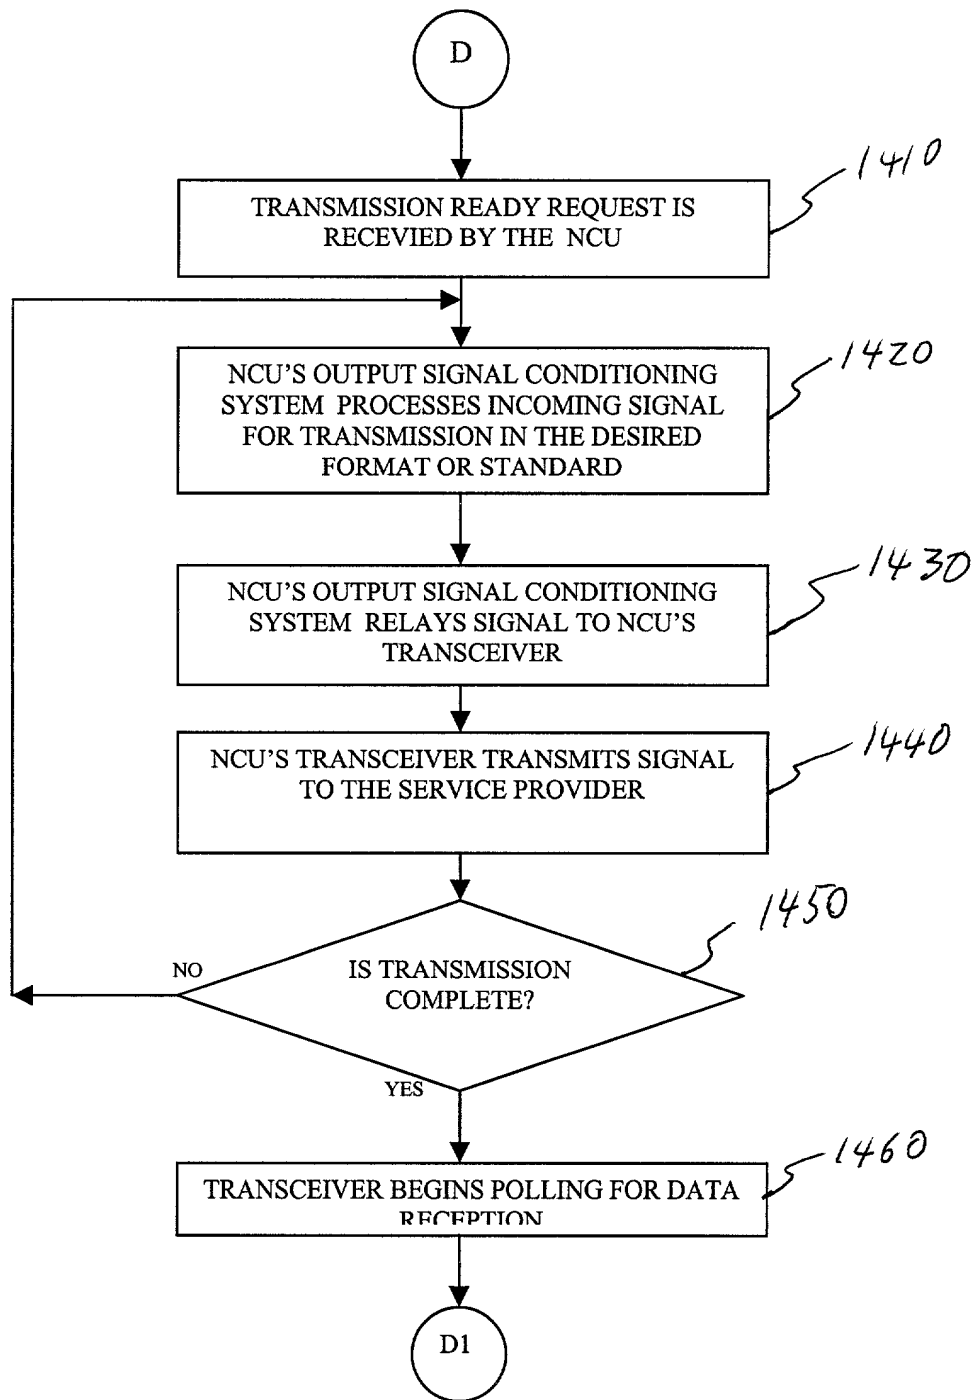 D
1410
TRANSMISSION READY REQUEST IS
RECEVIED BY THE NCU
1420
NCU'S OUTPUT SIGNAL CONDITIONING
SYSTEM PROCESSES INCOMING SIGNAL
FOR TRANSMISSION IN THE DESIRED
FORMAT OR STANDARD
1430
NCU'S OUTPUT SIGNAL CONDITIONING
SYSTEM RELAYS SIGNAL TO NCU'S
TRANSCEIVER
1440
NCU'S TRANSCEIVER TRANSMITS SIGNAL
TO THE SERVICE PROVIDER
1450
NO
IS TRANSMISSION
COMPLETE?
YES
1460
TRANSCEIVER BEGINS POLLING FOR DATA
RECEPTION
D1